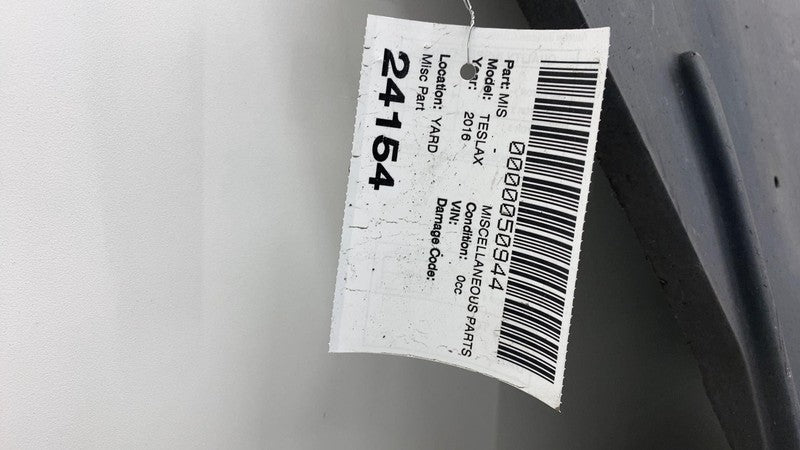 0000050944
Part: MIS - MISCELLANEOUS PARTS
Model: TESLAX Condition: 0cc
Year: 2016 VIN:
Location: YARD Damage Code:
Misc Part
24154